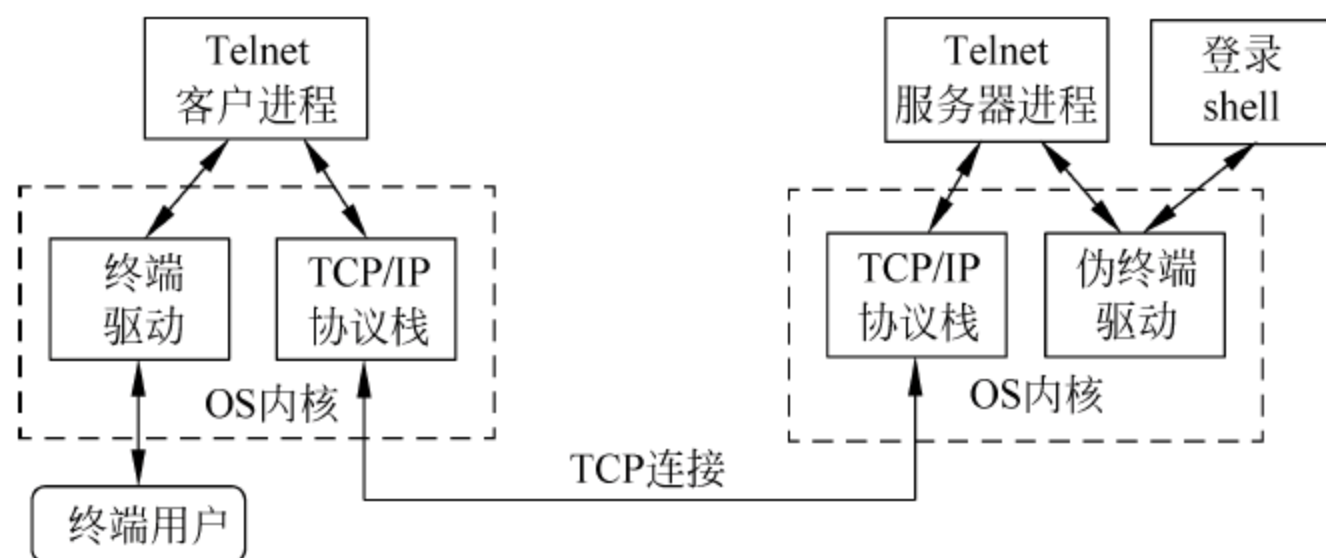 Telnet
客户进程
Telnet
服务器进程
登录
shell
终端
驱动
TCP/IP
协议栈
OS内核
TCP/IP
协议栈
伪终端
驱动
OS内核
TCP连接
终端用户